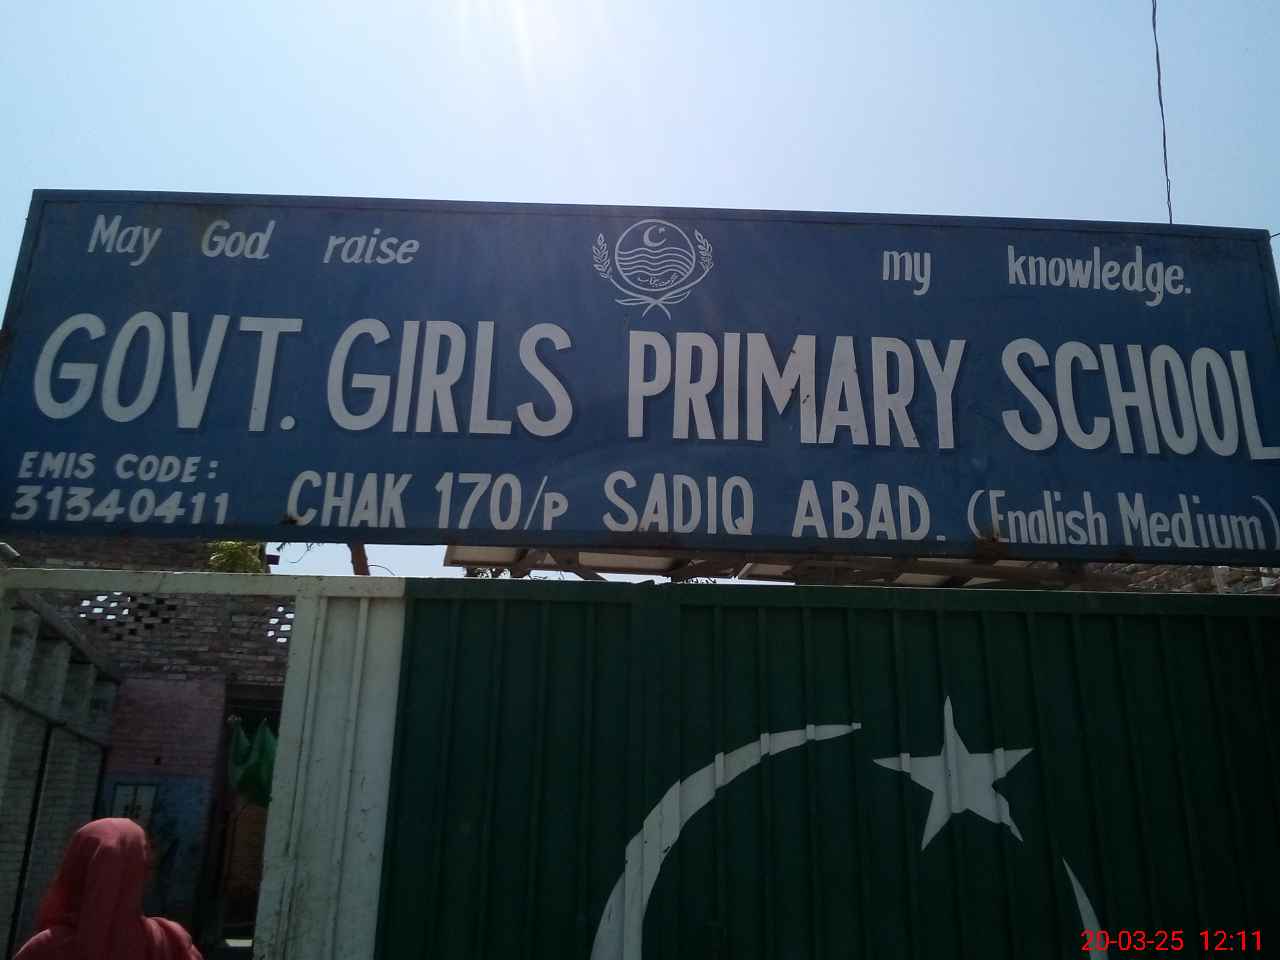 May God raise my knowledge.
GOVT. GIRLS PRIMARY SCHOOL
EMIS CODE:
31340411
CHAK 170/P SADIQ ABAD. (English Medium)
20-03-25 12:11